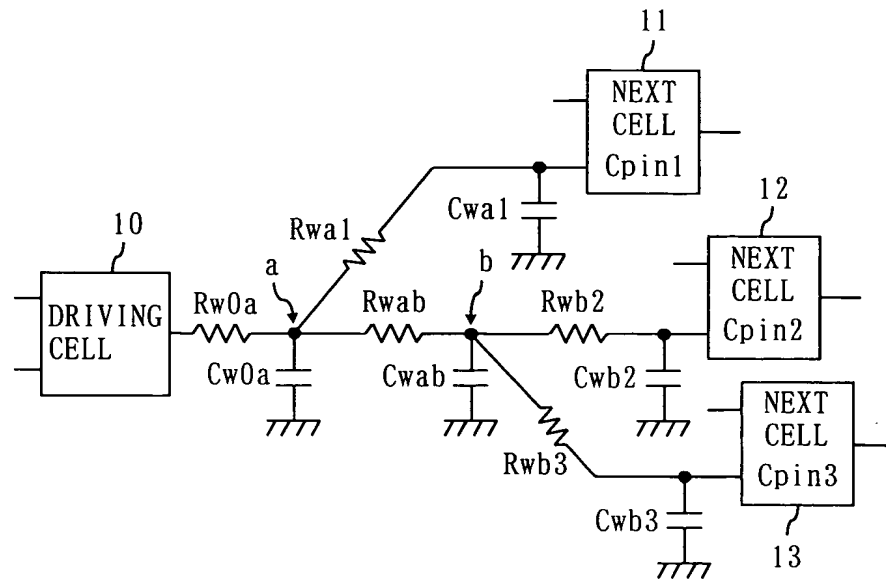 11
NEXT
CELL
Cpin1
Cwa1
Rwa1
12
NEXT
CELL
Cpin2
10
DRIVING
CELL
a
b
Rw0a
Rwab
Rwb2
Cw0a
Cwab
Cwb2
Rwb3
NEXT
CELL
Cpin3
Cwb3
13